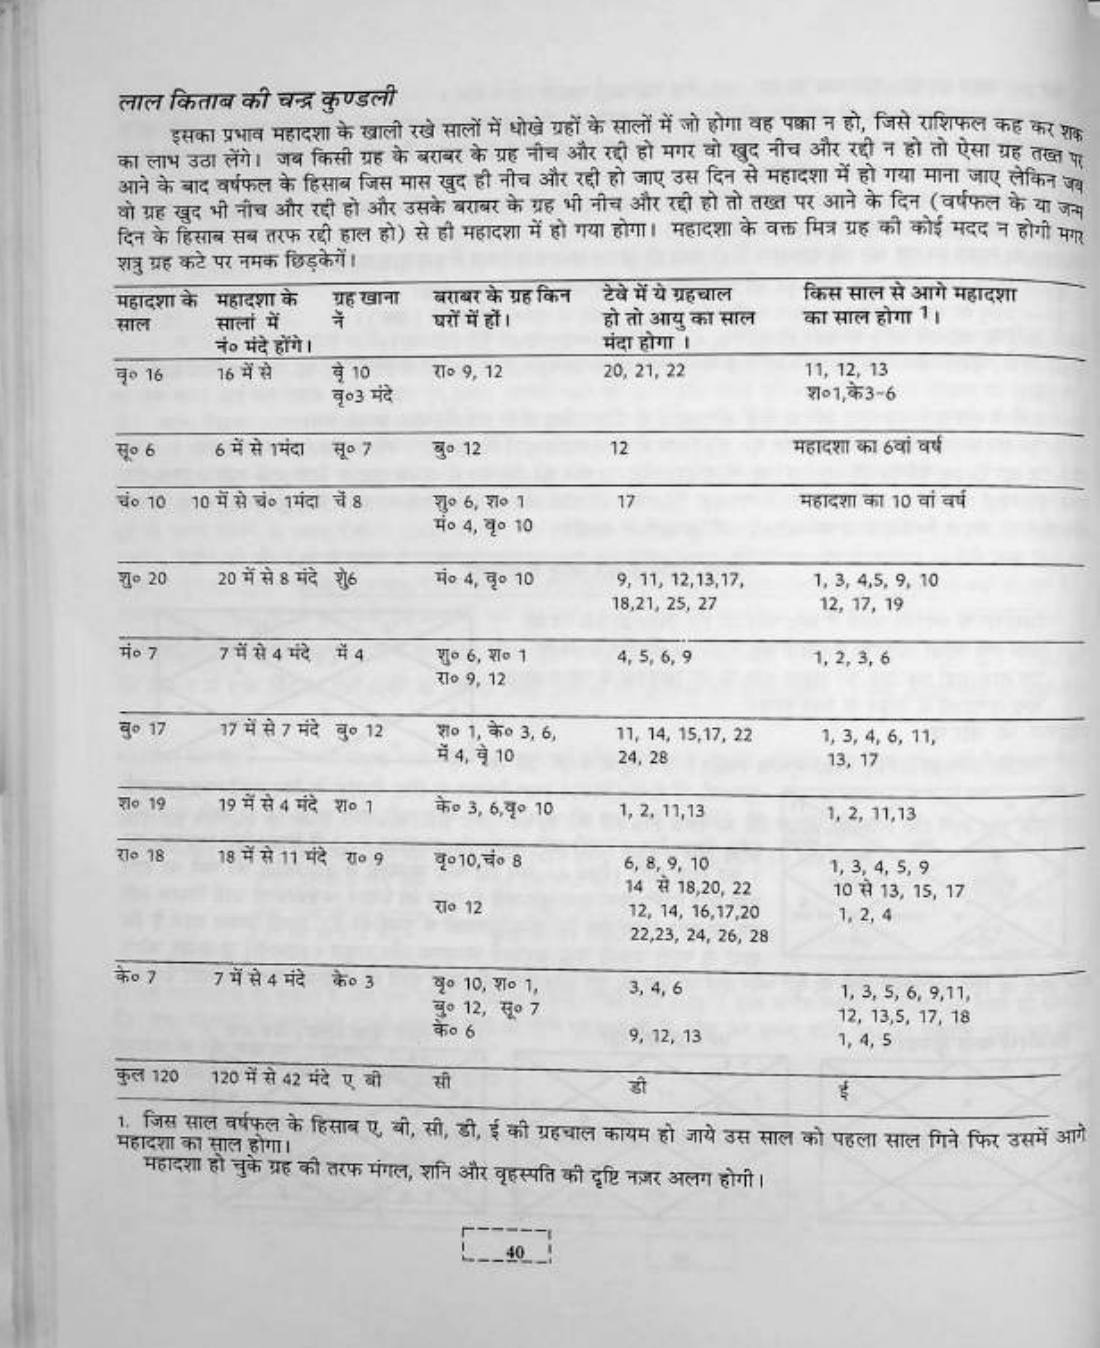 लाल किताब की चन्द्र कुण्डली
इसका प्रभाव महादशा के खाली रखे सालों में धोखे ग्रहों के सालों में जो होगा वह पक्का न हो, जिसे राशिफल कह कर शक
का लाभ उठा लेंगे। जब किसी ग्रह के बराबर के ग्रह नीच और रद्दी हो मगर वो खुद नीच और रद्दी न हो तो ऐसा ग्रह तख्त पर
आने के बाद वर्षफल के हिसाब जिस मास खुद ही नीच और रद्दी हो जाए उस दिन से महादशा में हो गया माना जाए लेकिन जब
वो ग्रह खुद भी नीच और रद्दी हो और उसके बराबर के ग्रह भी नीच और रद्दी हो तो तख्त पर आने के दिन (वर्षफल के या जन्म
दिन के हिसाब सब तरफ रद्दी हाल हो) से ही महादशा में हो गया होगा। महादशा के वक्त मित्र ग्रह की कोई मदद न होगी मगर
शत्रु ग्रह कटे पर नमक छिड़केगें।
महादशा के महादशा के ग्रह खाना बराबर के ग्रह किन टेवे में ये ग्रहचाल किस साल से आगे महादशा
साल सालां में नें घरों में हों। हो तो आयु का साल का साल होगा 1।
नं० मंदे होंगे। मंदा होगा ।
वृ० 16 16 में से वृे 10 रा० 9, 12 20, 21, 22 11, 12, 13
वृ०3 मंदे श०1,के3-6
सू० 6 6 में से 1मंदा सू० 7 बु० 12 12 महादशा का 6वां वर्ष
चं० 10 10 में से चं० 1मंदा चें 8 शु० 6, श० 1 17 महादशा का 10 वां वर्ष
मं० 4, वृ० 10
शु० 20 20 में से 8 मंदे शुे6 मं० 4, वृ० 10 9, 11, 12,13,17, 1, 3, 4,5, 9, 10
18,21, 25, 27 12, 17, 19
मं० 7 7 में से 4 मंदे में 4 शु० 6, श० 1 4, 5, 6, 9 1, 2, 3, 6
रा० 9, 12
बु० 17 17 में से 7 मंदे बु० 12 श० 1, के० 3, 6, 11, 14, 15,17, 22 1, 3, 4, 6, 11,
में 4, वृे 10 24, 28 13, 17
श० 19 19 में से 4 मंदे श० 1 के० 3, 6,वृ० 10 1, 2, 11,13 1, 2, 11,13
रा० 18 18 में से 11 मंदे रा० 9 वृ०10,चं० 8 6, 8, 9, 10 1, 3, 4, 5, 9
14 से 18,20, 22 10 से 13, 15, 17
रा० 12 12, 14, 16,17,20 1, 2, 4
22,23, 24, 26, 28
के० 7 7 में से 4 मंदे के० 3 वृ० 10, श० 1, 3, 4, 6 1, 3, 5, 6, 9,11,
बु० 12, सू० 7 12, 13,5, 17, 18
के० 6 9, 12, 13 1, 4, 5
कुल 120 120 में से 42 मंदे ए बी सी डी ई
1. जिस साल वर्षफल के हिसाब ए, बी, सी, डी, ई की ग्रहचाल कायम हो जाये उस साल को पहला साल गिने फिर उसमें आगे
महादशा का साल होगा।
महादशा हो चुके ग्रह की तरफ मंगल, शनि और वृहस्पति की दृष्टि नज़र अलग होगी।
40